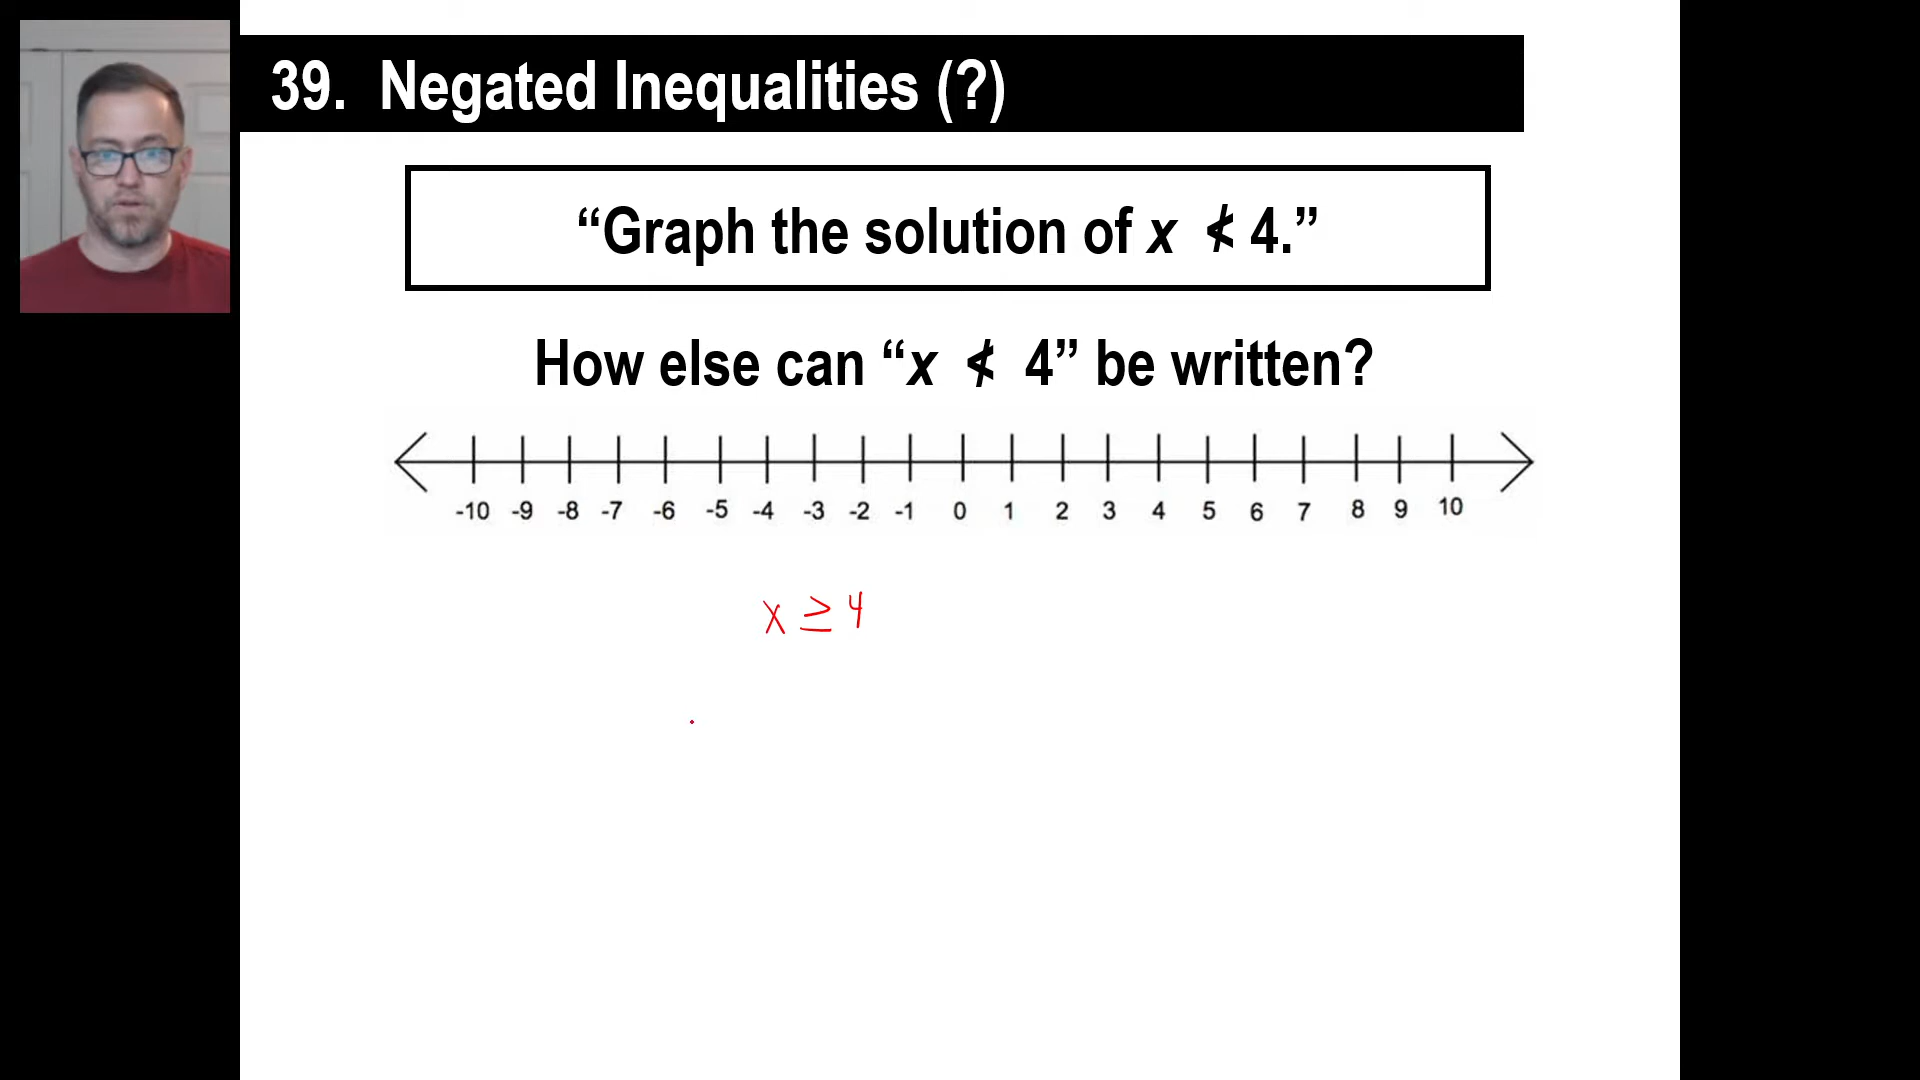 39. Negated Inequalities (?)
“Graph the solution of x ≮ 4.”
How else can “x ≮ 4” be written?
-10 -9 -8 -7 -6 -5 -4 -3 -2 -1 0 1 2 3 4 5 6 7 8 9 10
x ≥ 4